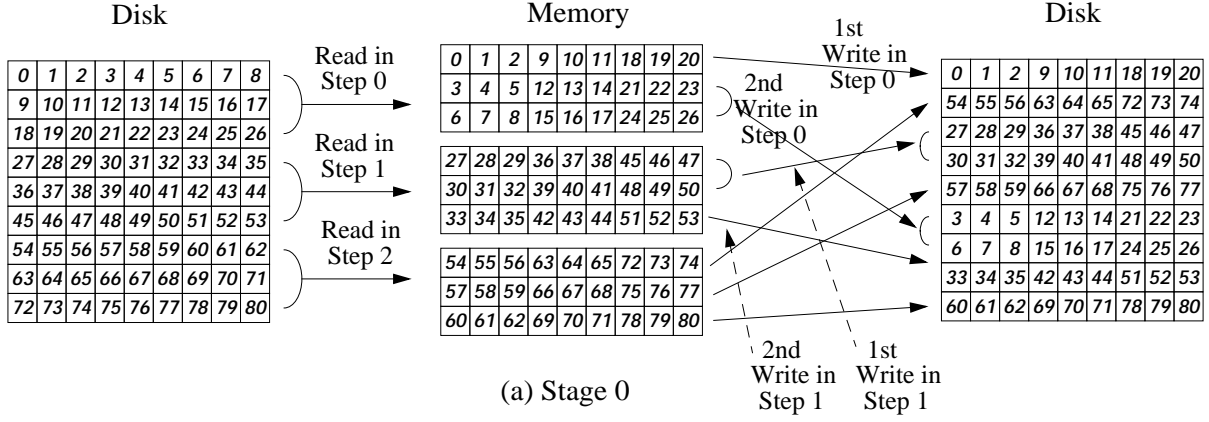 Disk
0 1 2 3 4 5 6 7 8
9 10 11 12 13 14 15 16 17
18 19 20 21 22 23 24 25 26
27 28 29 30 31 32 33 34 35
36 37 38 39 40 41 42 43 44
45 46 47 48 49 50 51 52 53
54 55 56 57 58 59 60 61 62
63 64 65 66 67 68 69 70 71
72 73 74 75 76 77 78 79 80
Read in
Step 0
Read in
Step 1
Read in
Step 2
Memory
0 1 2 9 10 11 18 19 20
3 4 5 12 13 14 21 22 23
6 7 8 15 16 17 24 25 26
27 28 29 36 37 38 45 46 47
30 31 32 39 40 41 48 49 50
33 34 35 42 43 44 51 52 53
54 55 56 63 64 65 72 73 74
57 58 59 66 67 68 75 76 77
60 61 62 69 70 71 78 79 80
1st
Write in
Step 0
2nd
Write in
Step 0
2nd
Write in
Step 1
1st
Write in
Step 1
Disk
0 1 2 9 10 11 18 19 20
54 55 56 63 64 65 72 73 74
27 28 29 36 37 38 45 46 47
30 31 32 39 40 41 48 49 50
57 58 59 66 67 68 75 76 77
3 4 5 12 13 14 21 22 23
6 7 8 15 16 17 24 25 26
33 34 35 42 43 44 51 52 53
60 61 62 69 70 71 78 79 80
(a) Stage 0